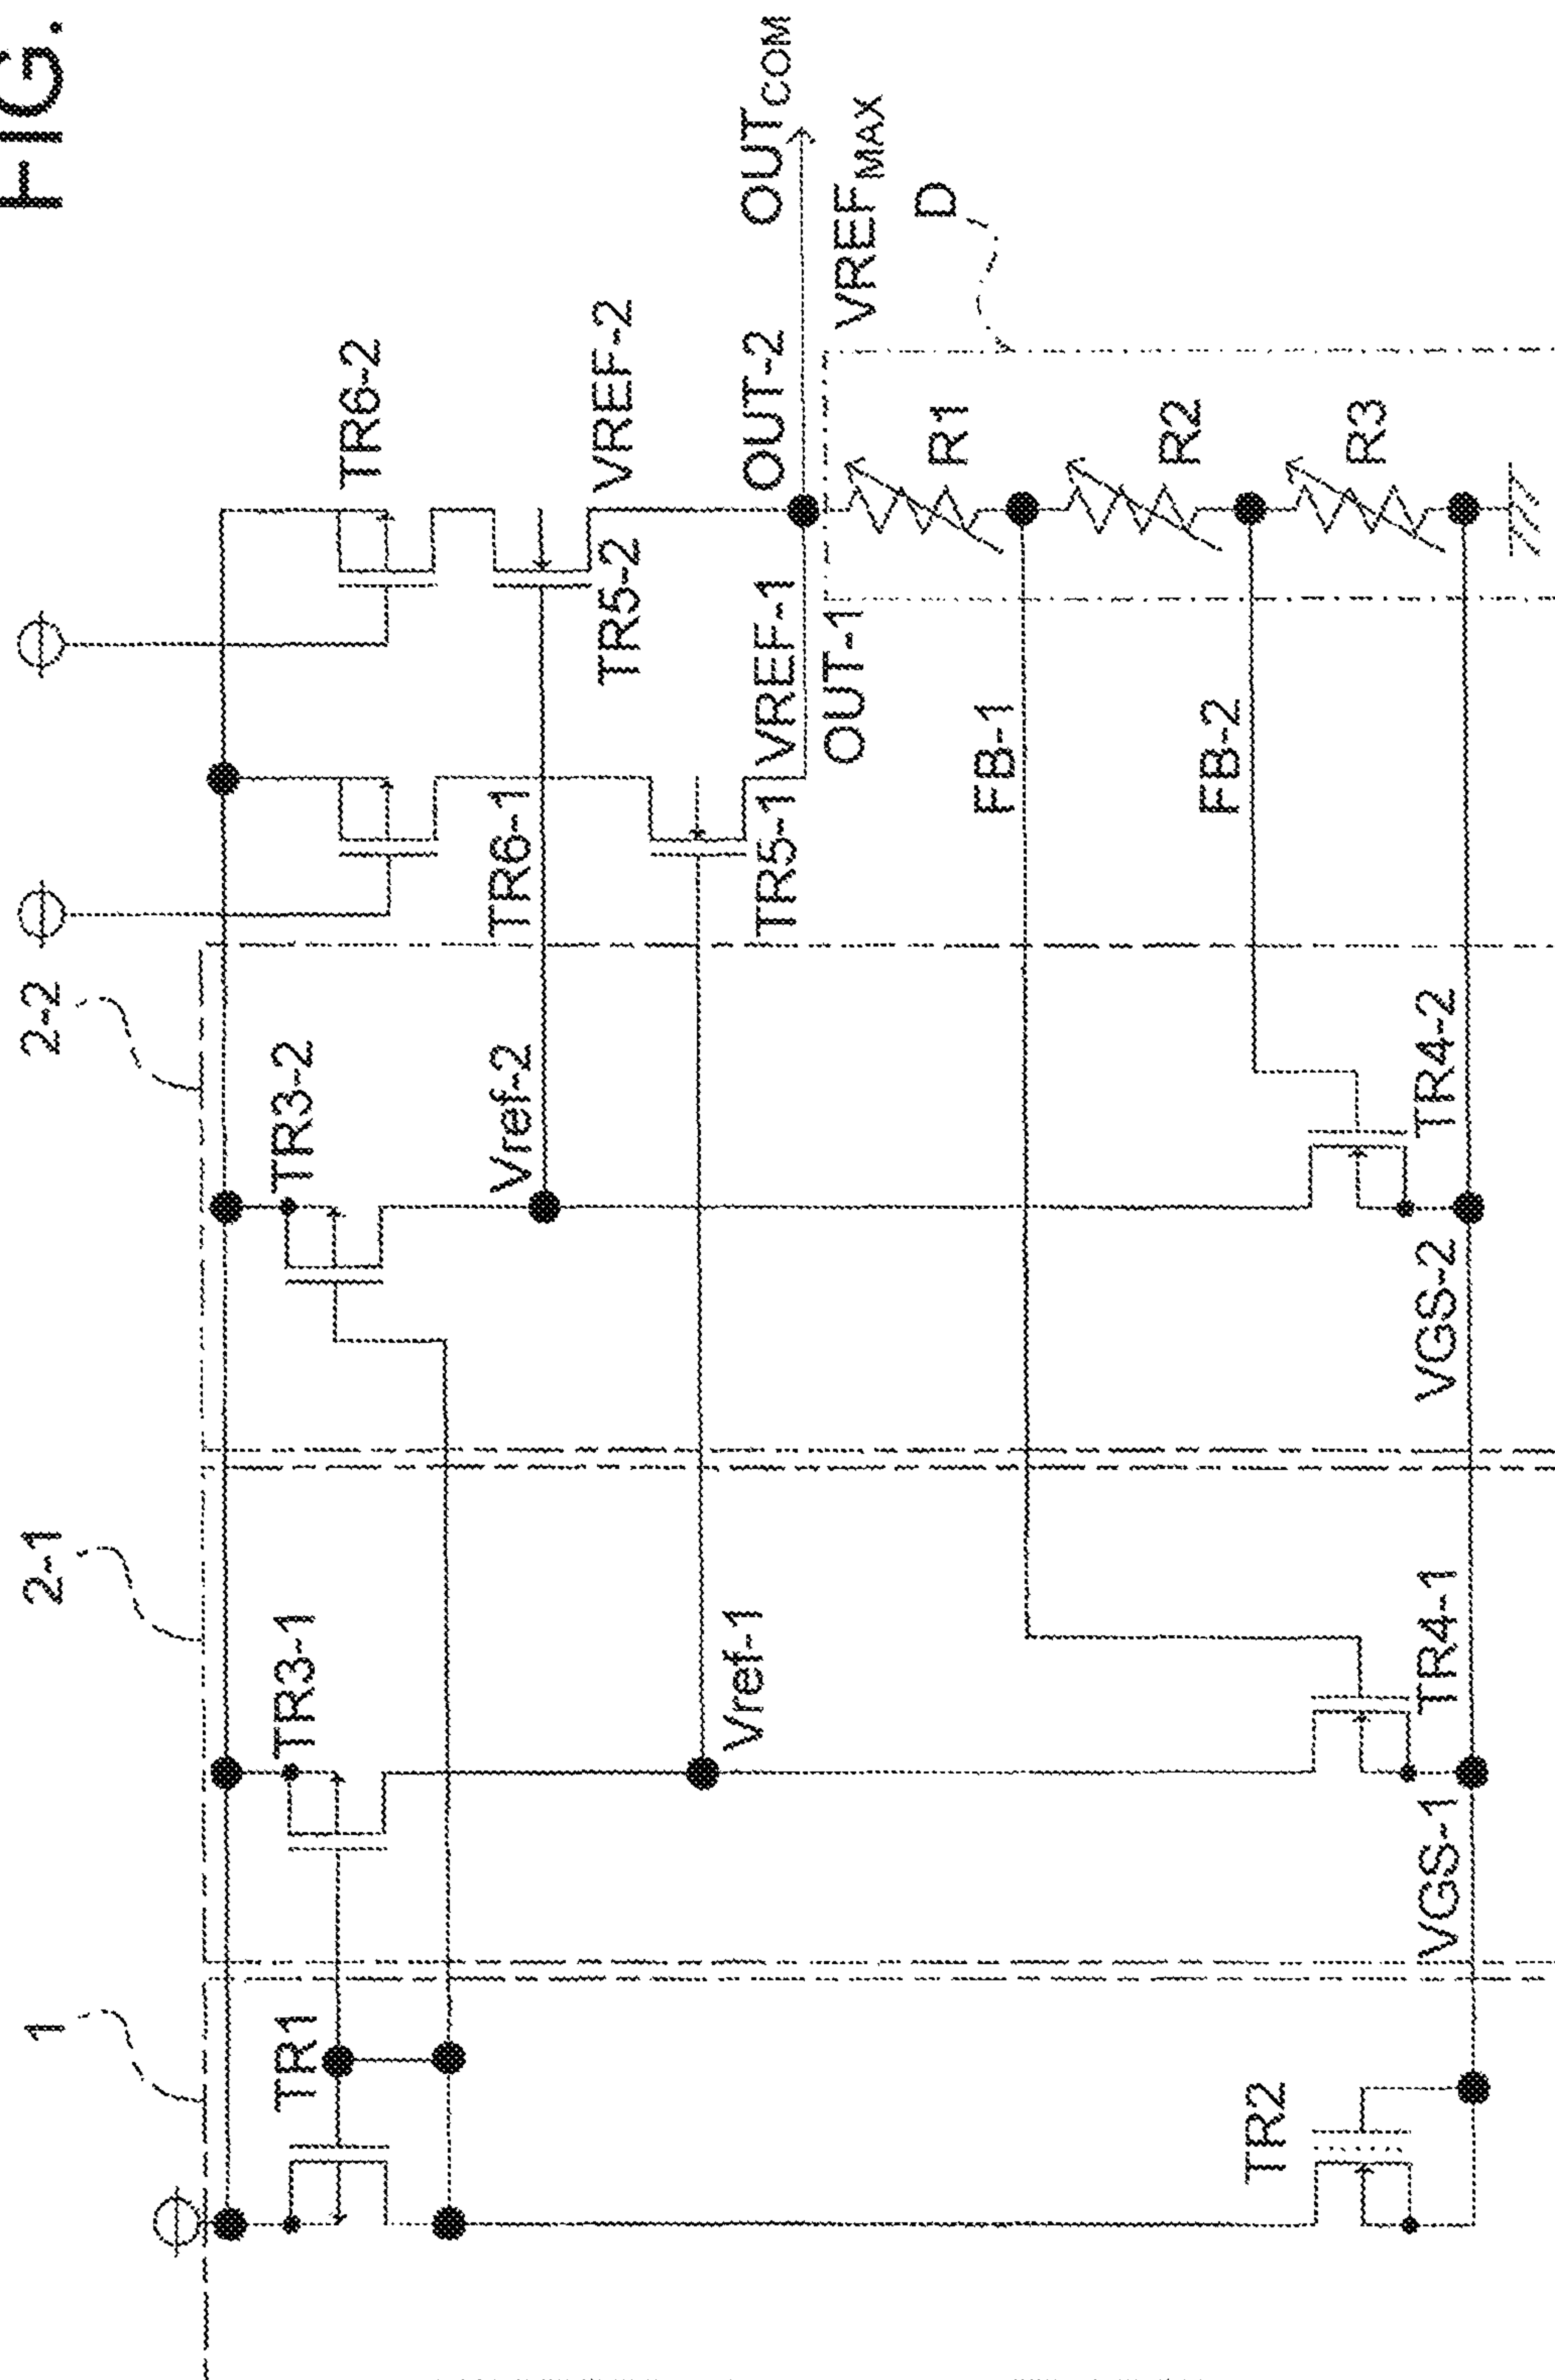 FIG.
1
2-1
2-2
TR1
TR3-1
TR3-2
TR6-2
Vref-2
TR6-1
VREF-2
TR5-2
Vref-1
TR5-1
VREF-1
OUT-2
OUTCOM
OUT-1
VREFMAX
D
FB-1
R1
FB-2
R2
R3
TR2
VGS-1
TR4-1
VGS-2
TR4-2